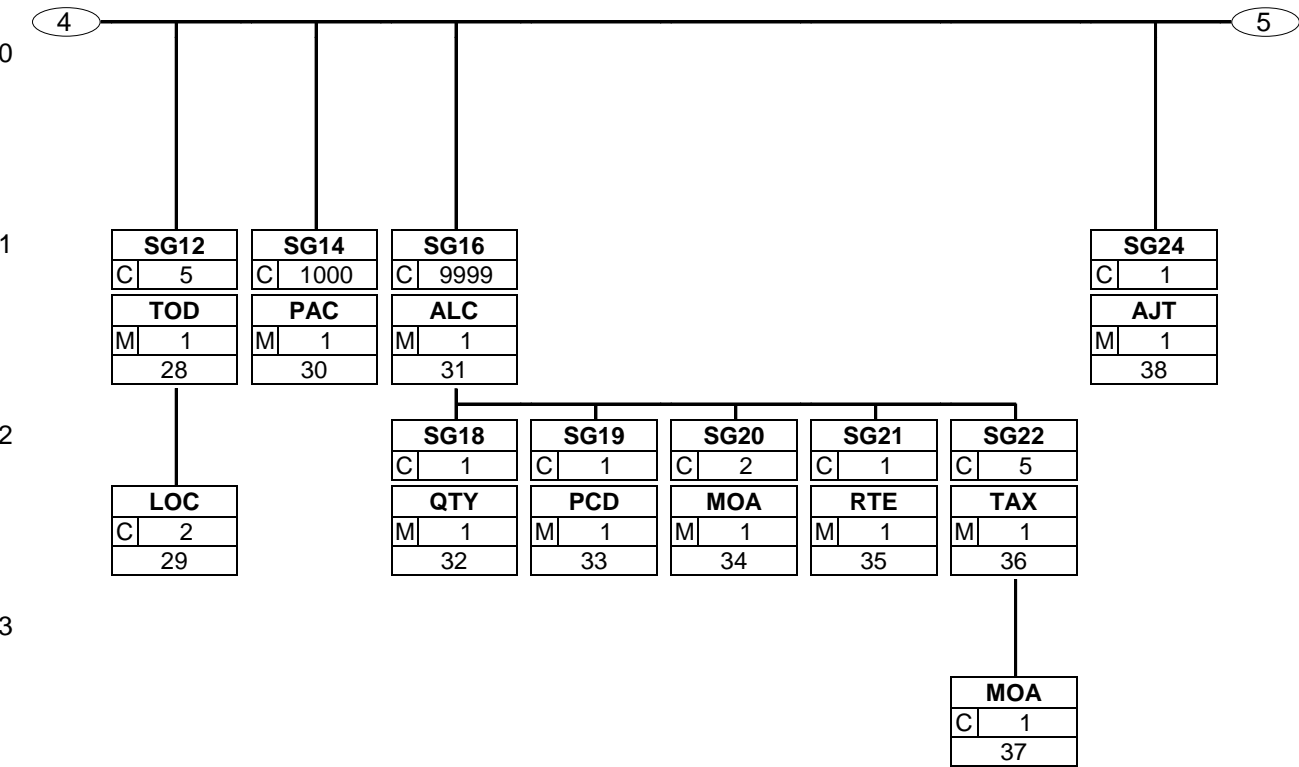 4 5
0
1 SG12 SG14 SG16 SG24
C 5 C 1000 C 9999 C 1
TOD PAC ALC AJT
M 1 M 1 M 1 M 1
28 30 31 38
2 SG18 SG19 SG20 SG21 SG22
C 1 C 1 C 2 C 1 C 5
LOC QTY PCD MOA RTE TAX
C 2 M 1 M 1 M 1 M 1 M 1
29 32 33 34 35 36
3
MOA
C 1
37